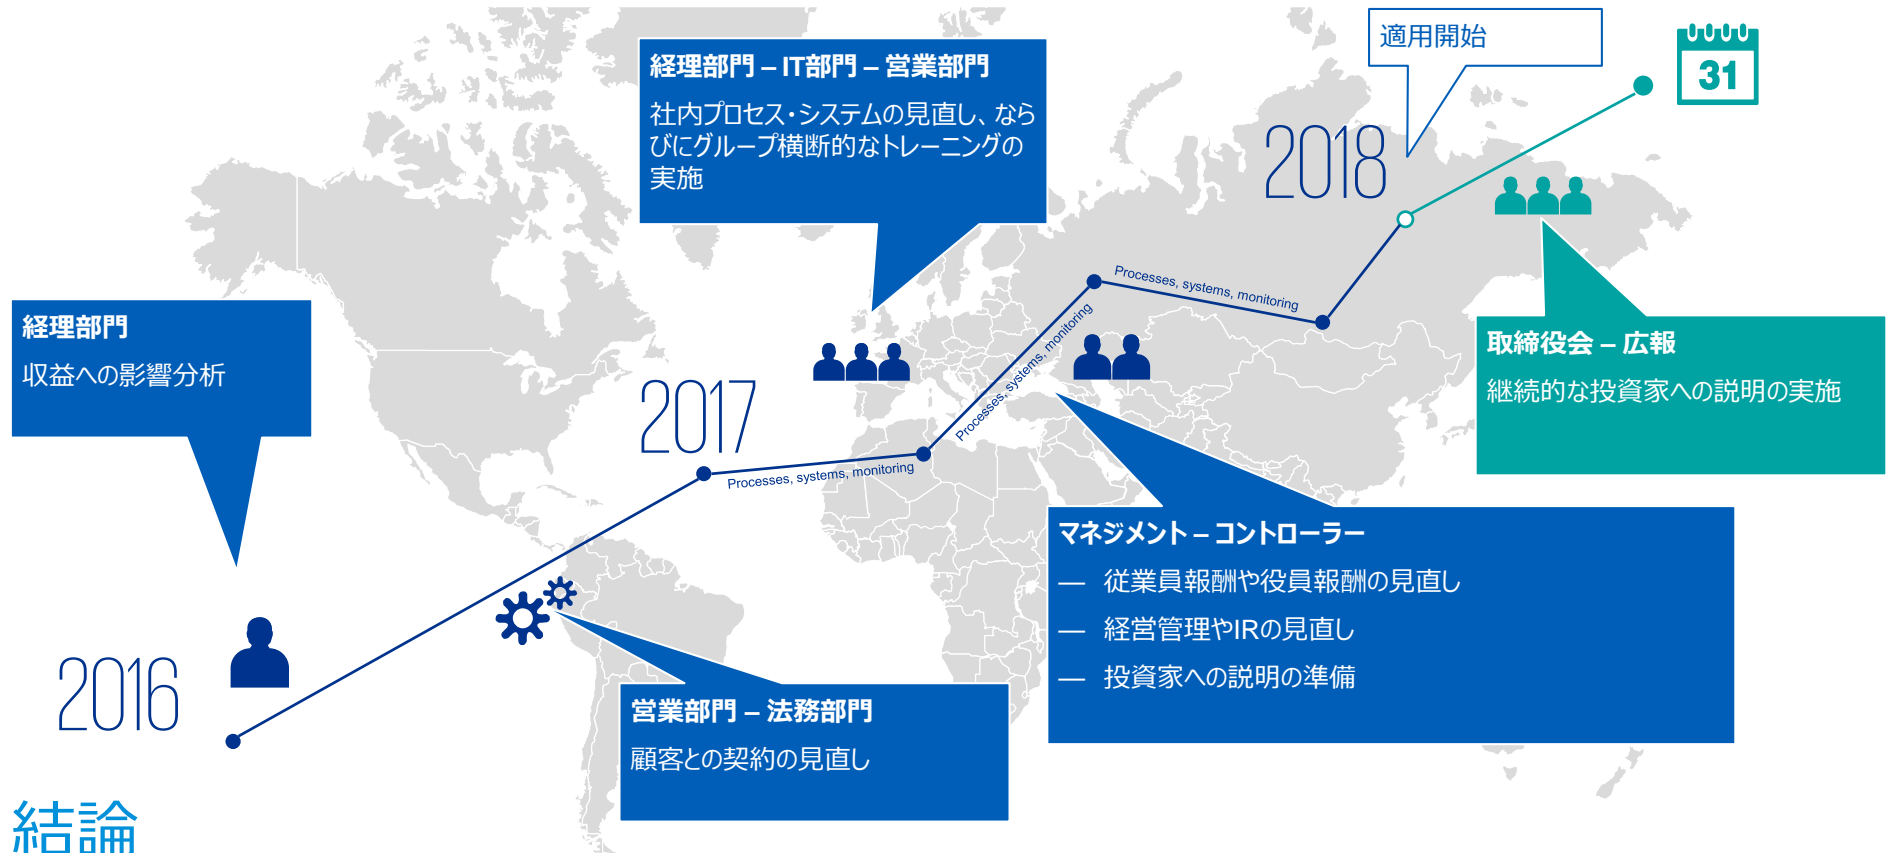 適用開始
31
経理部門 – IT部門 – 営業部門
社内プロセス・システムの見直し、なら
びにグループ横断的なトレーニングの
実施
2018
経理部門
収益への影響分析
Processes, systems, monitoring
Processes, systems, monitoring
取締役会 – 広報
継続的な投資家への説明の実施
2017
Processes, systems, monitoring
マネジメント – コントローラー
— 従業員報酬や役員報酬の見直し
— 経営管理やIRの見直し
— 投資家への説明の準備
2016
営業部門 – 法務部門
顧客との契約の見直し
結論